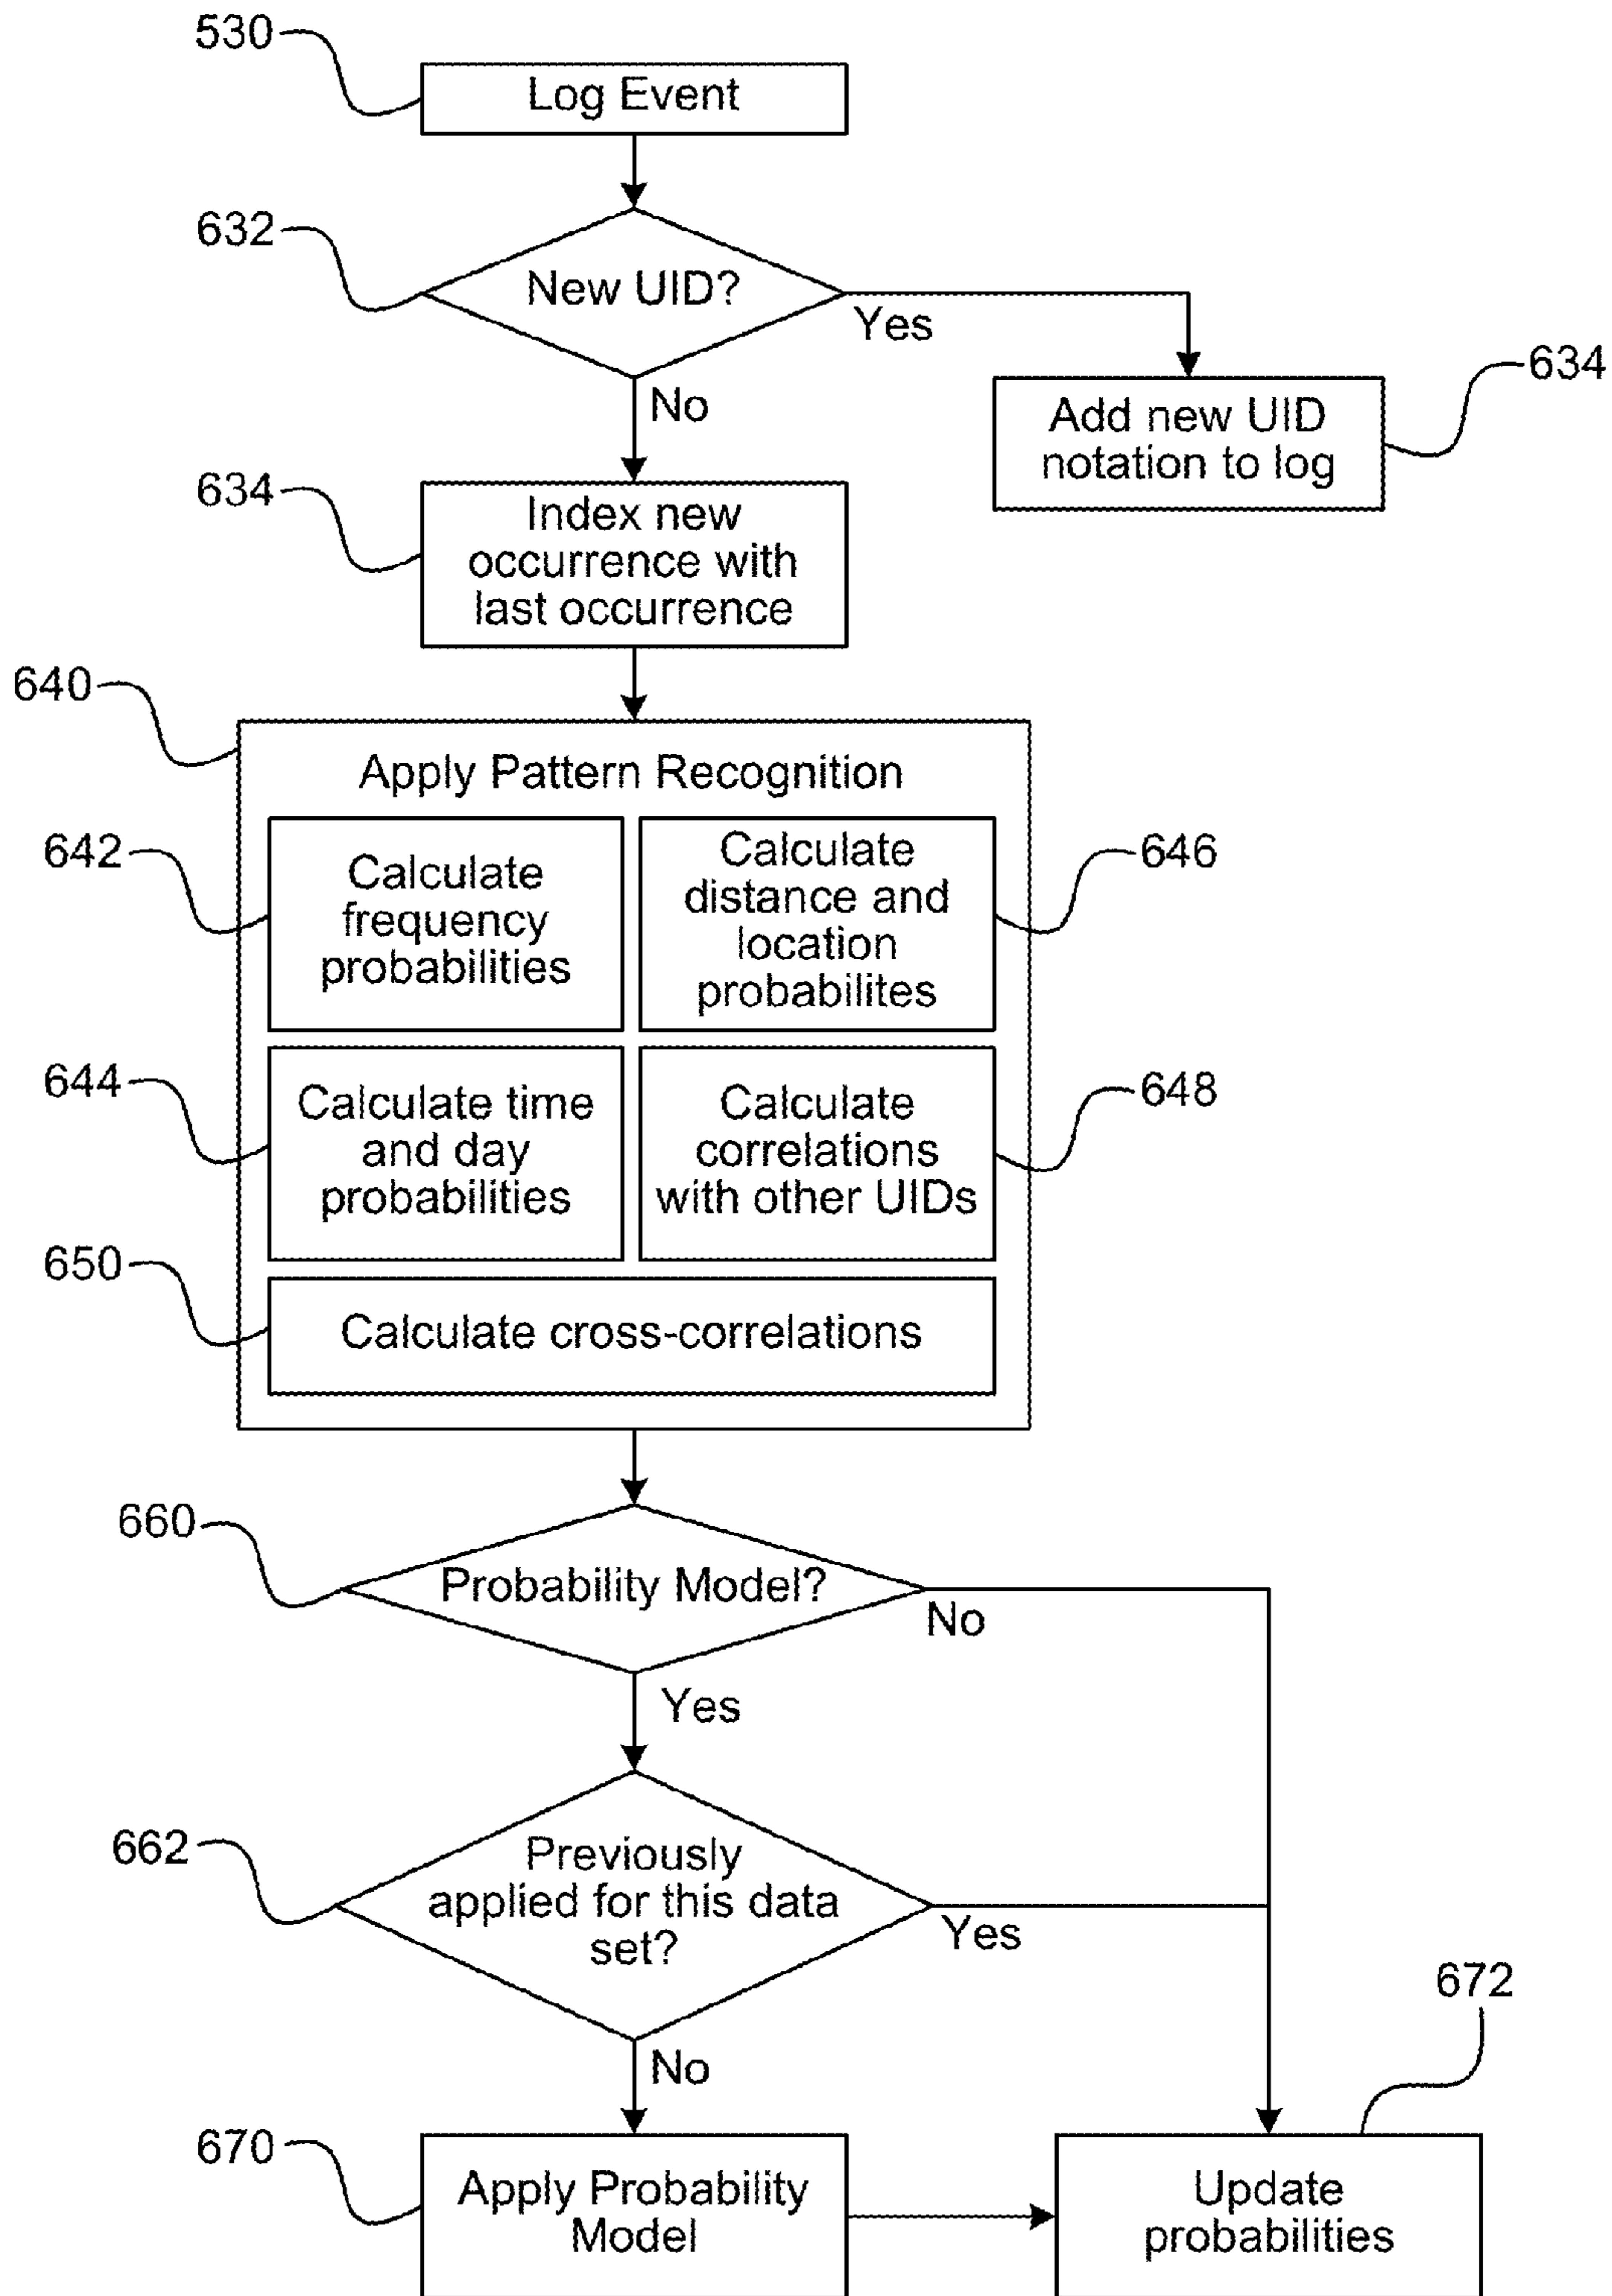 530
Log Event
632
New UID?
Yes
No
634
Add new UID
notation to log
634
Index new
occurrence with
last occurrence
640
Apply Pattern Recognition
642
Calculate
frequency
probabilities
Calculate
distance and
location
probabilites
646
644
Calculate time
and day
probabilities
Calculate
correlations
with other UIDs
648
650
Calculate cross-correlations
660
Probability Model?
No
Yes
662
Previously
applied for this data
set?
Yes
No
672
670
Apply Probability
Model
Update
probabilities